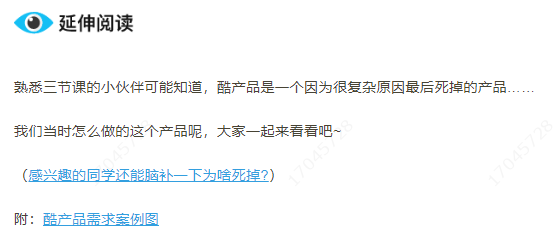 延伸阅读
熟悉三节课的小伙伴可能知道，酷产品是一个因为很复杂原因最后死掉的产品……
我们当时怎么做的这个产品呢，大家一起来看看吧~
（感兴趣的同学还能脑补一下为啥死掉?）
附：酷产品需求案例图
17045728
17045728
17045728